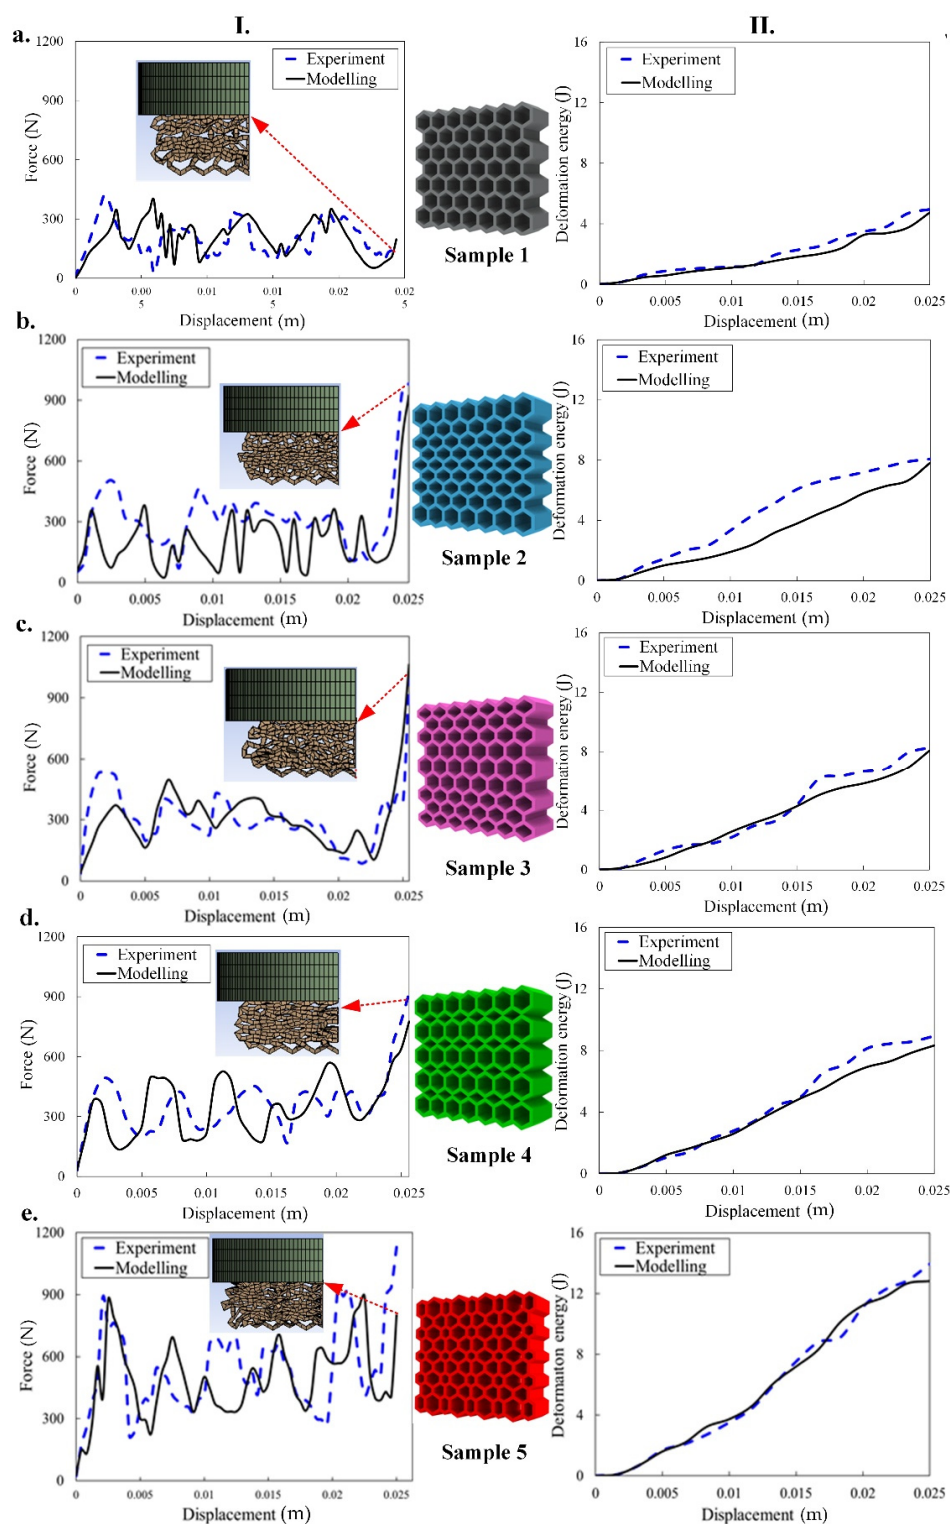 I.
II.
a.
1200
900
600
300
0
Force (N)
Experiment
Modelling
0
0.00
5
0.01
0.01
5
0.02
0.02
5
Displacement (m)
Sample 1
16
12
8
4
0
Deformation energy (J)
Experiment
Modelling
0
0.005
0.01
0.015
0.02
0.025
Displacement (m)
b.
1200
900
600
300
0
Force (N)
Experiment
Modelling
0
0.005
0.01
0.015
0.02
0.025
Displacement (m)
Sample 2
16
12
8
4
0
Deformation energy (J)
Experiment
Modelling
0
0.005
0.01
0.015
0.02
0.025
Displacement (m)
c.
1200
900
600
300
0
Force (N)
Experiment
Modelling
0
0.005
0.01
0.015
0.02
0.025
Displacement (m)
Sample 3
16
12
8
4
0
Deformation energy (J)
Experiment
Modelling
0
0.005
0.01
0.015
0.02
0.025
Displacement (m)
d.
1200
900
600
300
0
Force (N)
Experiment
Modelling
0
0.005
0.01
0.015
0.02
0.025
Displacement (m)
Sample 4
16
12
8
4
0
Deformation energy (J)
Experiment
Modelling
0
0.005
0.01
0.015
0.02
0.025
Displacement (m)
e.
1200
900
600
300
0
Force (N)
Experiment
Modelling
0
0.005
0.01
0.015
0.02
0.025
Displacement (m)
Sample 5
16
12
8
4
0
Deformation energy (J)
Experiment
Modelling
0
0.005
0.01
0.015
0.02
0.025
Displacement (m)